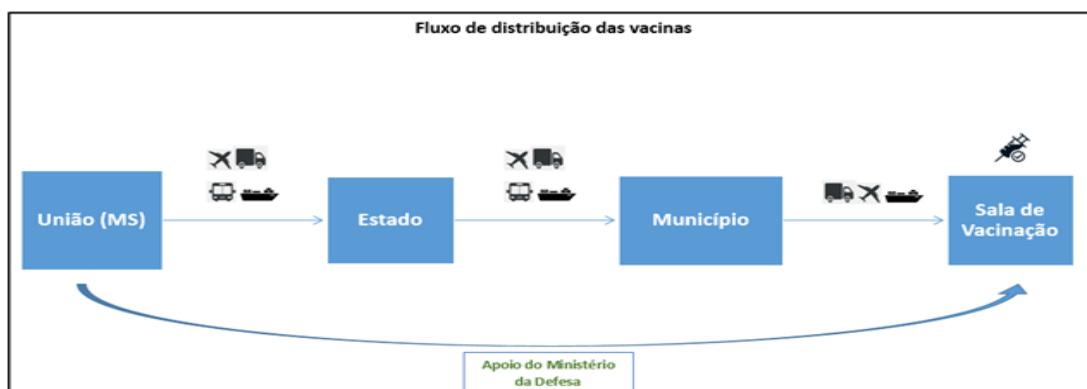 Fluxo de distribuição das vacinas
União (MS)
Estado
Município
Sala de
Vacinação
Apoio do Ministério
da Defesa